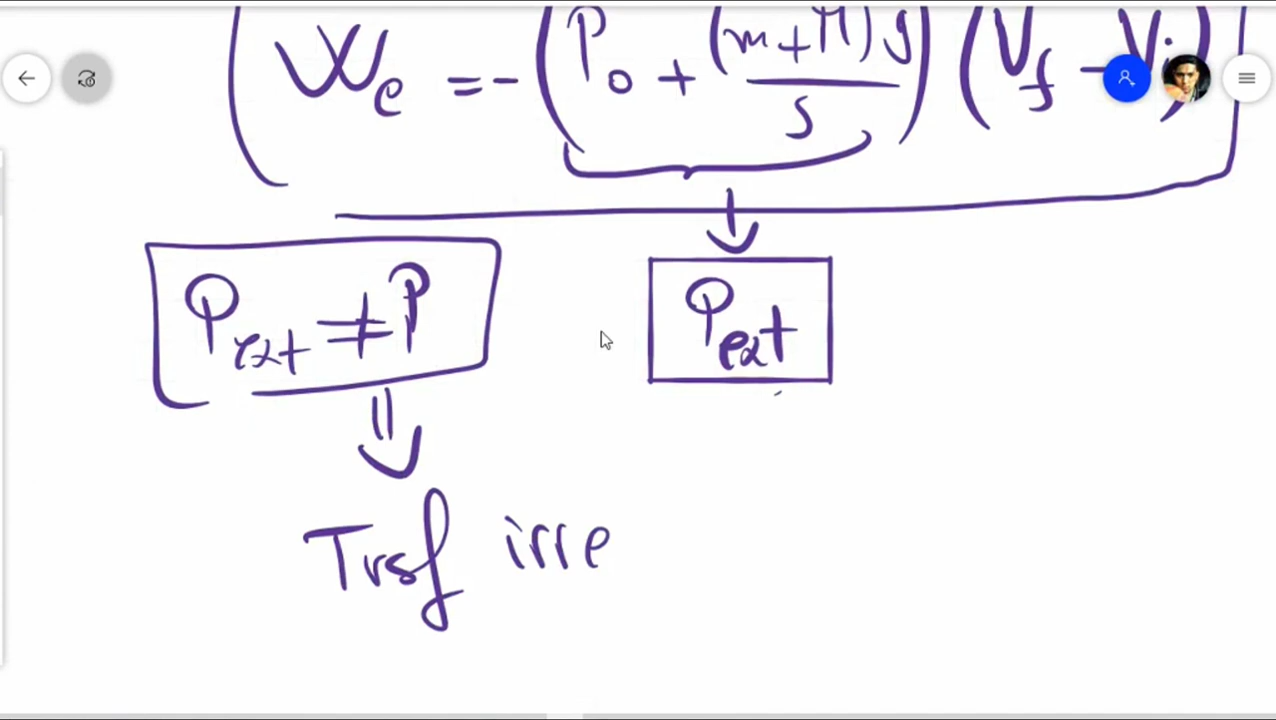 We = - (P0 + (m+M)g / S) (Vf - Vi)
Pext ≠ P
Pext
Trsf irre